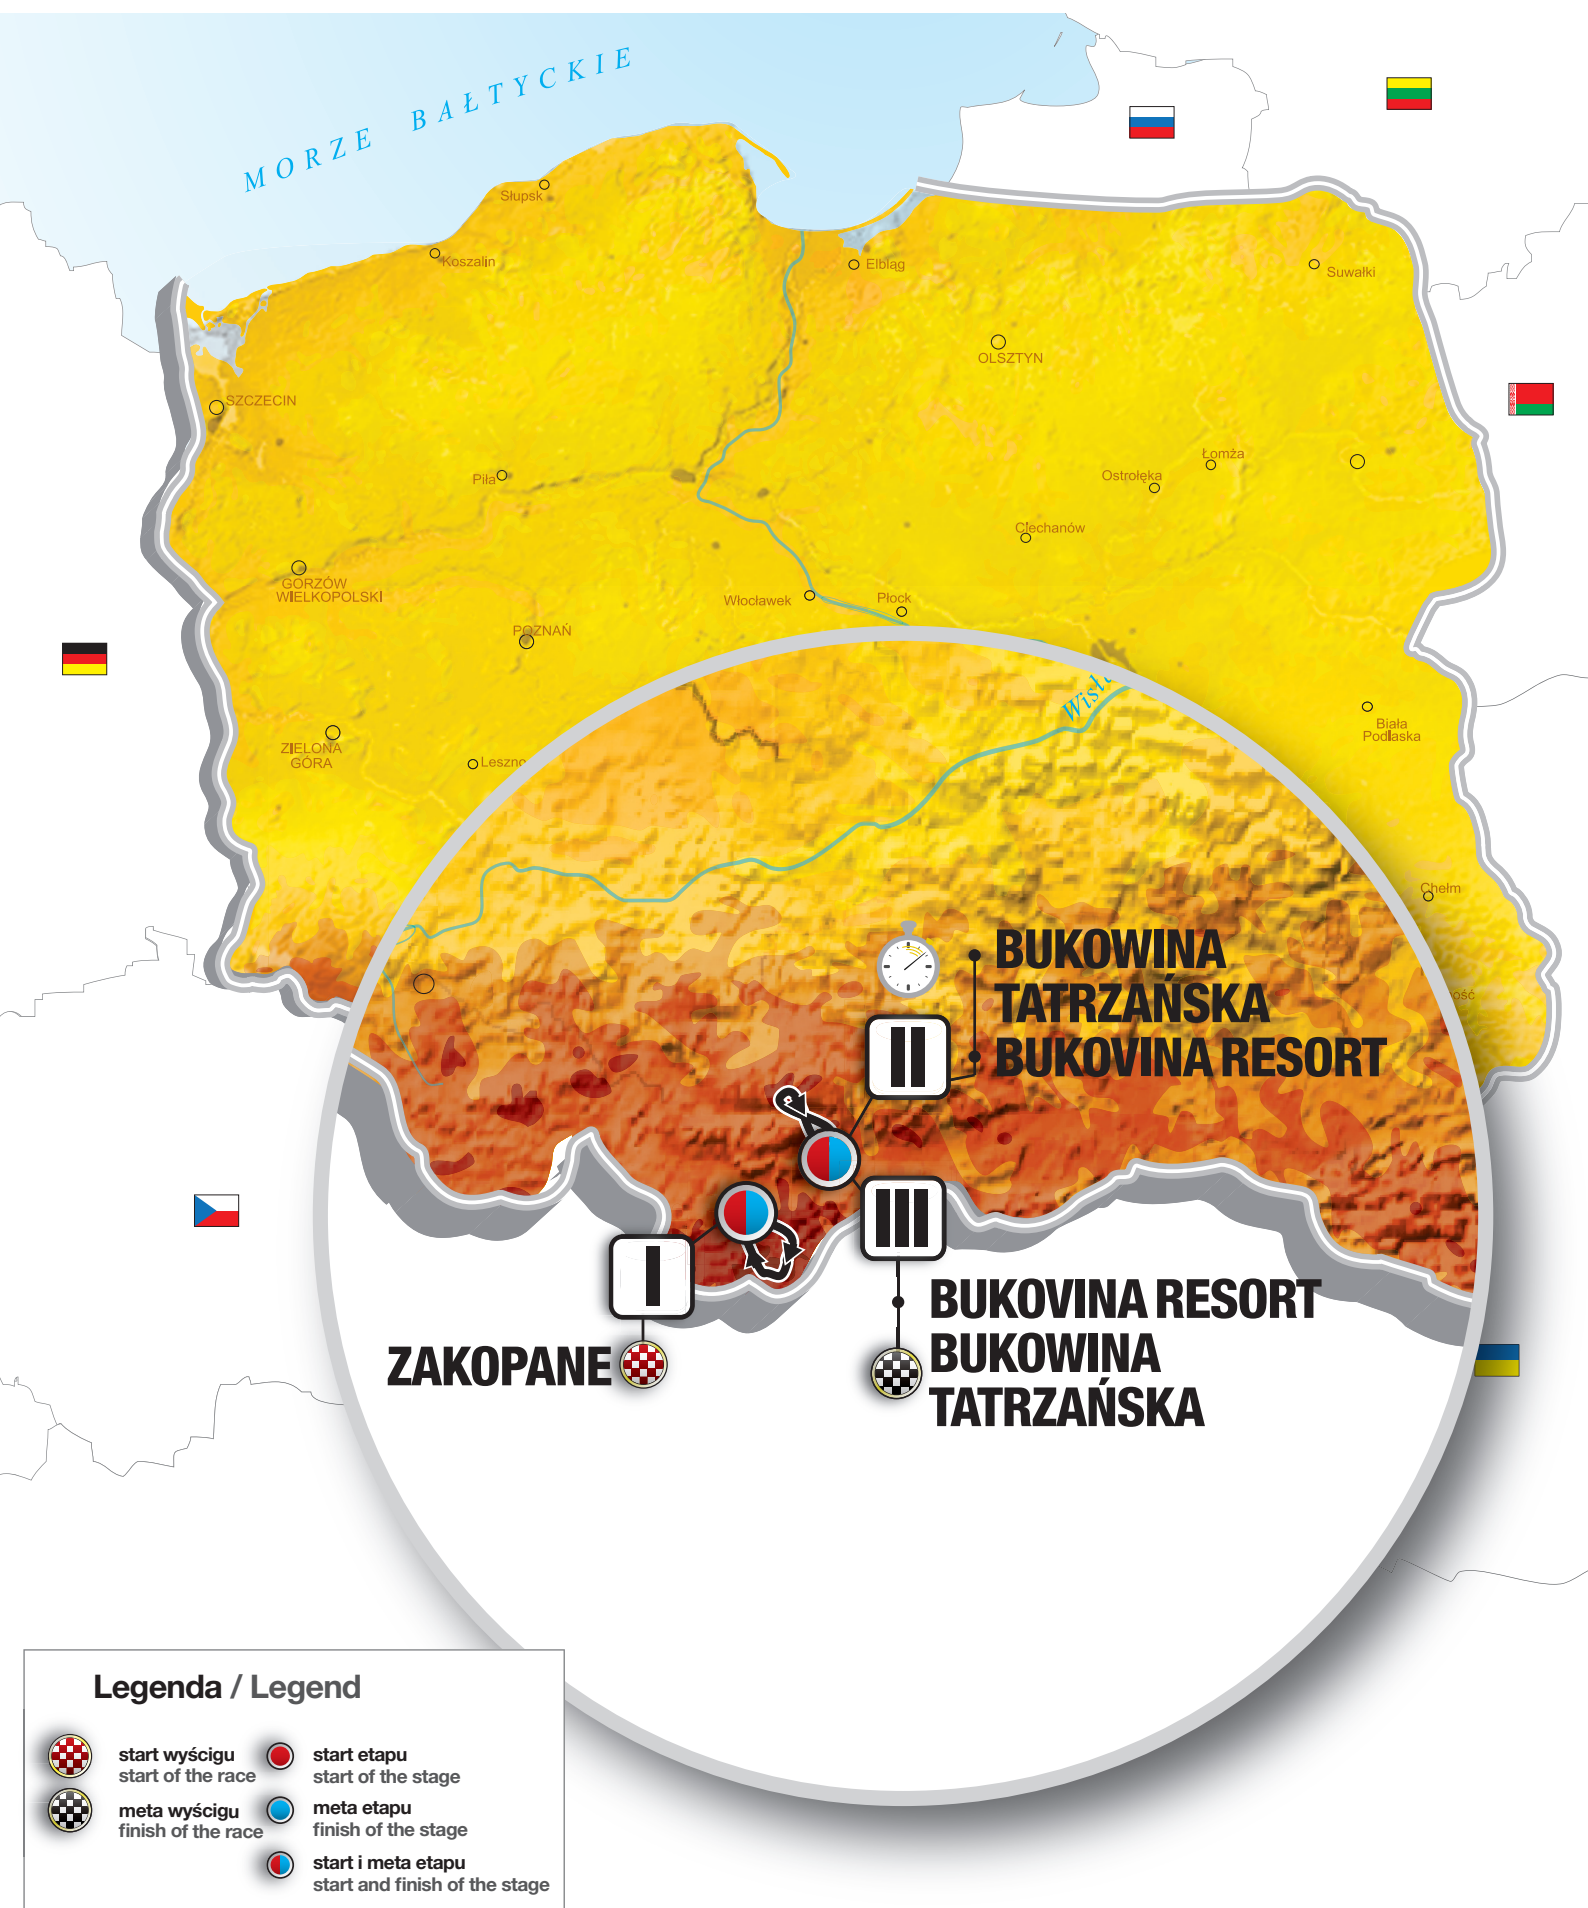 MORZE BAŁTYCKIE
Słupsk
Koszalin
Elbląg
Suwałki
OLSZTYN
SZCZECIN
Łomża
Piła
Ostrołęka
Ciechanów
GORZÓW
WIELKOPOLSKI
Włocławek
Płock
POZNAŃ
Biała
Podlaska
ZIELONA
GÓRA
Leszno
Chełm
BUKOWINA
TATRZAŃSKA
BUKOVINA RESORT
II
III
I
BUKOVINA RESORT
BUKOWINA
TATRZAŃSKA
ZAKOPANE
Legenda / Legend
start wyścigu
start of the race
meta wyścigu
finish of the race
start etapu
start of the stage
meta etapu
finish of the stage
start i meta etapu
start and finish of the stage